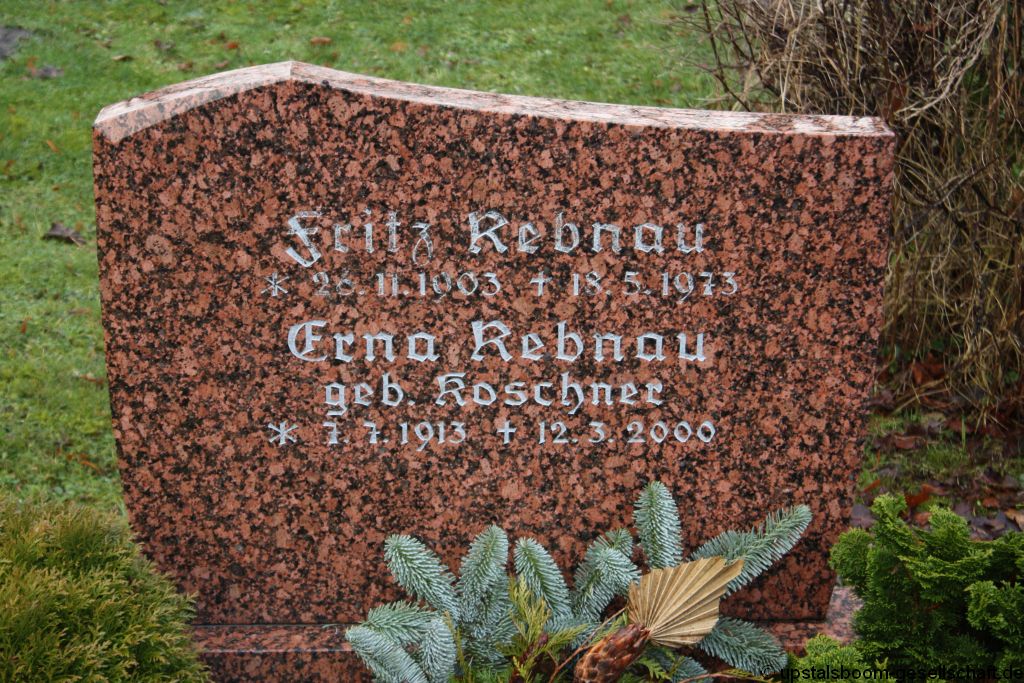 Fritz Rebnau
* 26.11.1903 ✝ 18.5.1973
Erna Rebnau
geb. Koschner
* 7.7.1913 ✝ 12.3.2000
© upstalsboom-gesellschaft.de